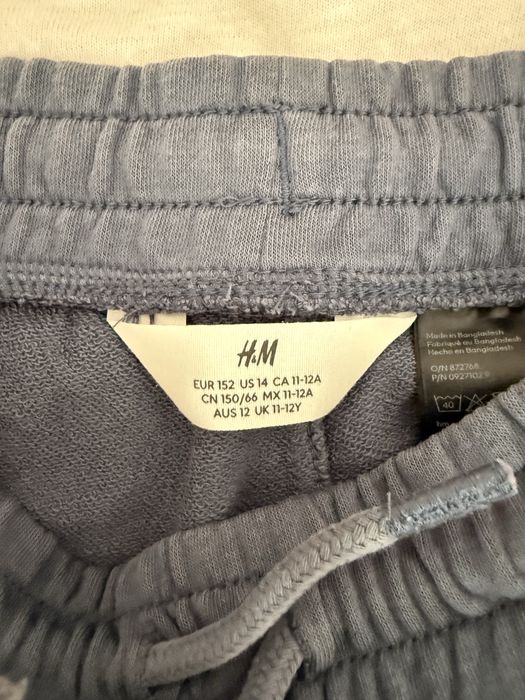 H&M
EUR 152 US 14 CA 11-12A
CN 150/66 MX 11-12A
AUS 12 UK 11-12Y
Made in Bangladesh
Fabriqué au Bangladesh
Hecho en Bangladesh
O/N 872768
40